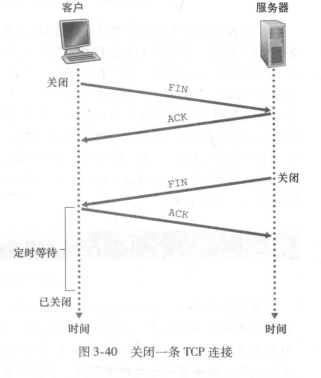 客户 服务器
关闭
FIN
ACK
FIN
关闭
ACK
定时等待
已关闭
时间 时间
图 3-40 关闭一条 TCP 连接